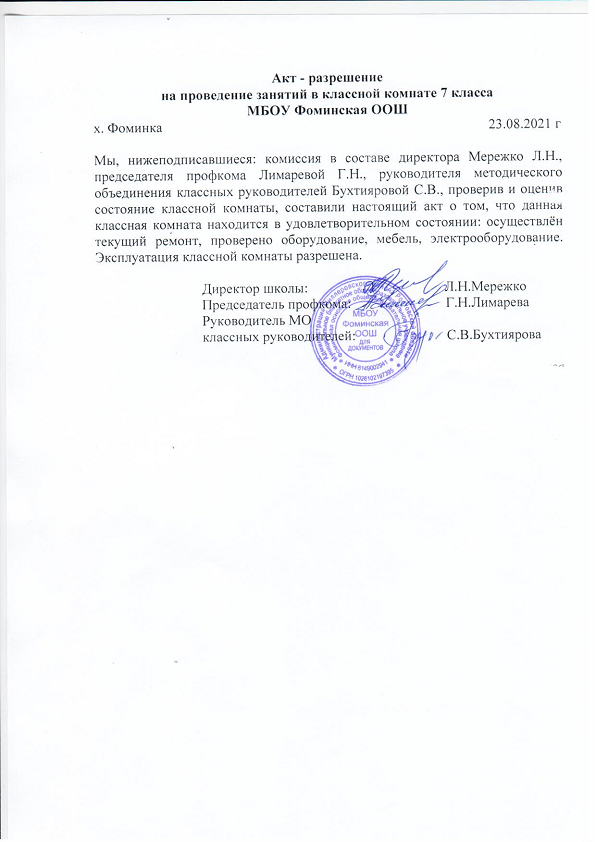 Акт - разрешение
на проведение занятий в классной комнате 7 класса
МБОУ Фоминская ООШ
х. Фоминка 23.08.2021 г
Мы, нижеподписавшиеся: комиссия в составе директора Мережко Л.Н.,
председателя профкома Лимаревой Г.Н., руководителя методического
объединения классных руководителей Бухтияровой С.В., проверив и оценив
состояние классной комнаты, составили настоящий акт о том, что данная
классная комната находится в удовлетворительном состоянии: осуществлён
текущий ремонт, проверено оборудование, мебель, электрооборудование.
Эксплуатация классной комнаты разрешена.
Директор школы: Л.Н.Мережко
Председатель профкома: Г.Н.Лимарева
Руководитель МО
классных руководителей: С.В.Бухтиярова
МБОУ
Фоминская
ООШ
ДЛЯ
ДОКУМЕНТОВ